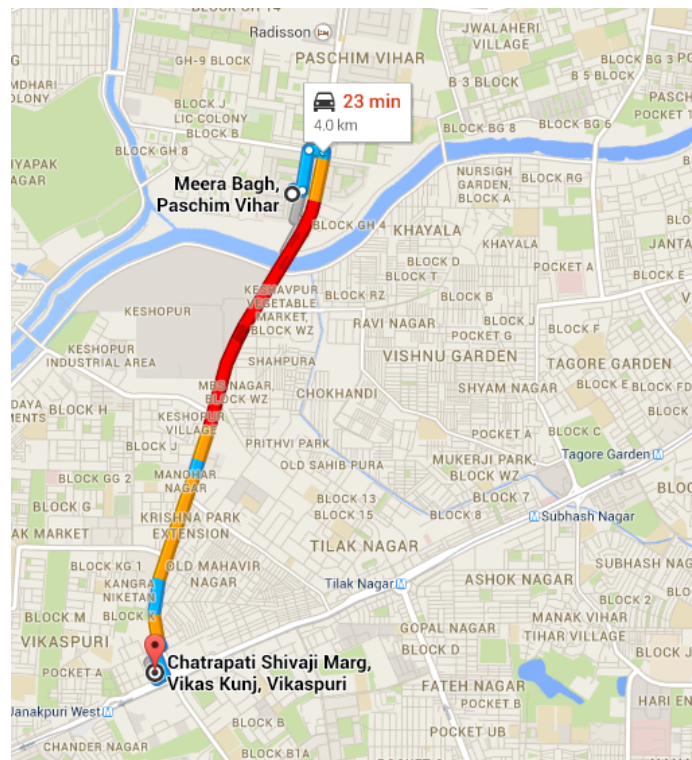 BLOCK GH-14
Radisson
JWALAHERI
VILLAGE
PASCHIM VIHAR
GH-9 BLOCK
BLOCK BG 3
B 5 BLOCK
B 3 BLOCK
PASCH
POCKET 1
BLOCK J
LIC COLONY
BLOCK B
23 min
4.0 km
BLOCK BG 8
BLOCK BG 6
MDHARI
OLONY
BLOCK GH 8
IYAPAK
AGAR
Meera Bagh,
Paschim Vihar
NURSIGH
GARDEN,
BLOCK A
BLOCK RG
BLOCK GH 4
KHAYALA
KHAYALA
JANTA
BLOCK D
BLOCK T
POCKET A
BLOCK E
KESHAVPUR
VEGETABLE
MARKET,
BLOCK WZ
BLOCK RZ
BLOCK B
KESHOPUR
RAVI NAGAR
BLOCK J
POCKET G
BLOCK F
KESHOPUR
INDUSTRIAL AREA
SHAHPURA
VISHNU GARDEN
TAGORE GARDEN
MBS NAGAR,
BLOCK WZ
CHOKHANDI
SHYAM NAGAR
BLOCK E
BLOCK FD
DAYA
MENTS
BLOCK H
KESHOPUR
VILLAGE
BLOCK
BLOCK J
PRITHVI PARK
POCKET A
BLOCK C
MANOHAR
NAGAR
OLD SAHIB PURA
MUKERJI PARK,
BLOCK WZ
Tagore Garden M
BLOCK GG 2
BLOCK 13
BLOCK 15
BLOCK 7
BLOCK 8
BLOC
BLOCK G
KRISHNA PARK
EXTENSION
M Subhash Nagar
AK MARKET
TILAK NAGAR
BLOCK KG 1
OLD MAHAVIR
NAGAR
SUBHASH NAG
KANGRA
NIKETAN
Tilak Nagar M
ASHOK NAGAR
BLOCK 2
BLOCK M
BLOCK K
GOPAL NAGAR
MANAK VIHAR
TIHAR VILLAGE
VIKASPURI
BLOCK D
BLOCK J
POCKET A
Chatrapati Shivaji Marg,
Vikas Kunj, Vikaspuri
FATEH NAGAR
POCKET B
HARI EN
Janakpuri West M
BLOCK B
POCKET UB
CHANDER NAGAR
BLOCK B1A